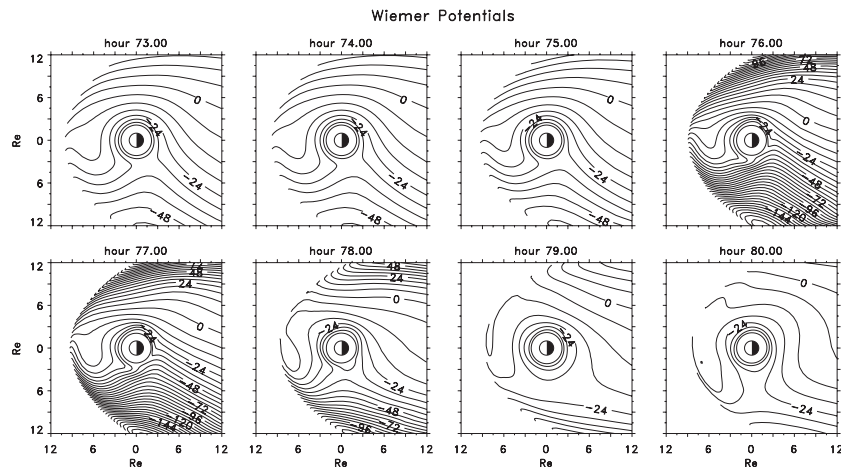 Wiemer Potentials
hour 73.00 hour 74.00 hour 75.00 hour 76.00
12 6 0 6 12
Re
0 -24 -24 -48
0 -24 -24 -48
0 -24 -24 -48
96 72 48 24 0 -24 -24 -48 -72 -96 -120 -144
hour 77.00 hour 78.00 hour 79.00 hour 80.00
12 6 0 6 12
Re
72 48 24 0 -24 -24 -48 -72 -96 -120 -144
48 24 0 -24 -24 -48 -72 -96
0 -24 -24
0 -24 -24
12 6 0 6 12 12 6 0 6 12 12 6 0 6 12 12 6 0 6 12
Re Re Re Re